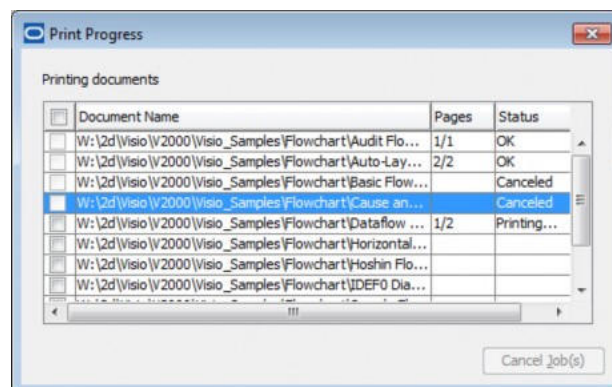 Print Progress
Printing documents
Document Name Pages Status
W:\2d\Visio\V2000\Visio_Samples\Flowchart\Audit Flo... 1/1 OK
W:\2d\Visio\V2000\Visio_Samples\Flowchart\Auto-Lay... 2/2 OK
W:\2d\Visio\V2000\Visio_Samples\Flowchart\Basic Flow... Canceled
W:\2d\Visio\V2000\Visio_Samples\Flowchart\Cause an... Canceled
W:\2d\Visio\V2000\Visio_Samples\Flowchart\Dataflow ... 1/2 Printing...
W:\2d\Visio\V2000\Visio_Samples\Flowchart\Horizontal...
W:\2d\Visio\V2000\Visio_Samples\Flowchart\Hoshin Flo...
W:\2d\Visio\V2000\Visio_Samples\Flowchart\IDEF0 Dia...
Cancel Job(s)